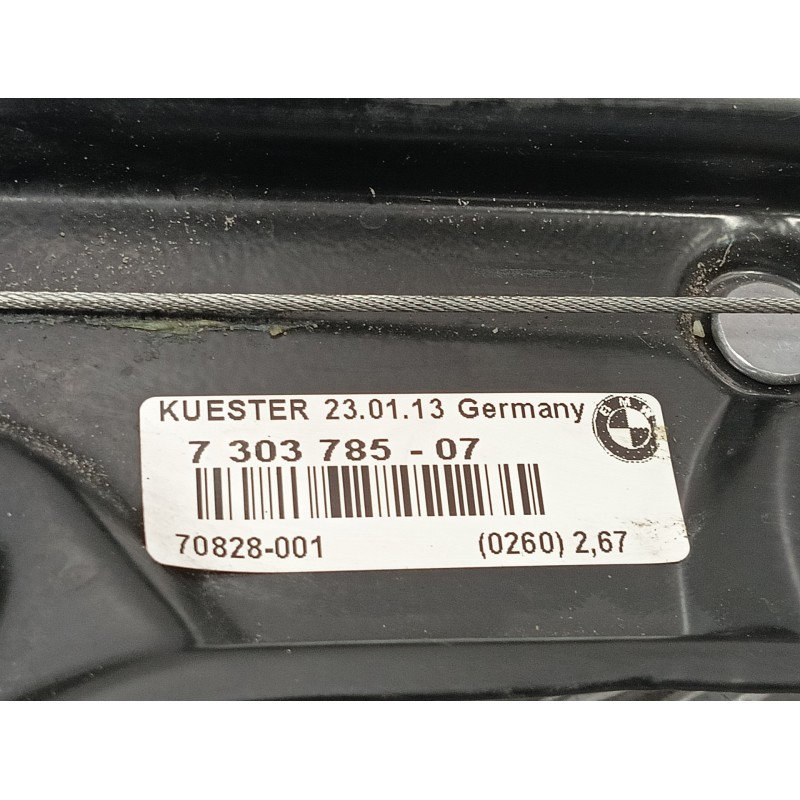 KUESTER 23.01.13 Germany
BMW
7 303 785 - 07
70828-001 (0260) 2,67